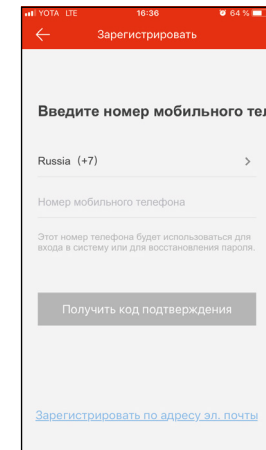 YOTA LTE 16:36 64 %
Зарегистрировать
Введите номер мобильного тел
Russia (+7)
Номер мобильного телефона
Этот номер телефона будет использоваться для
входа в систему или для восстановления пароля.
Получить код подтверждения
Зарегистрировать по адресу эл. почты